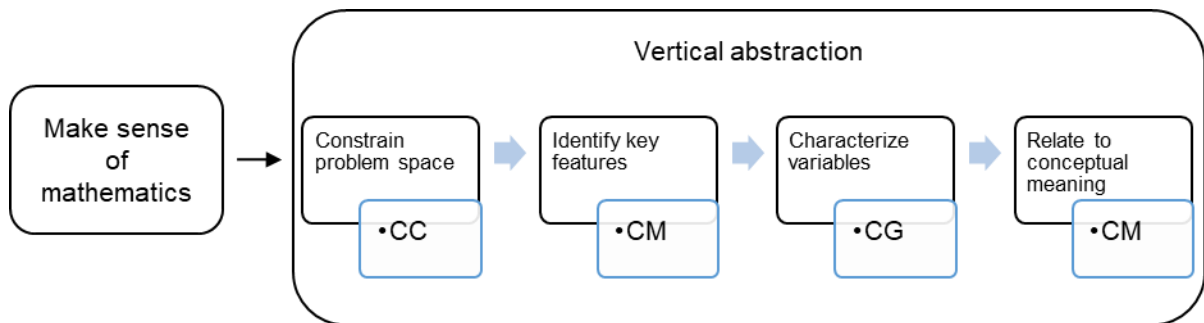 Vertical abstraction
Make sense
of
mathematics
Constrain
problem space
•CC
Identify key
features
•CM
Characterize
variables
•CG
Relate to
conceptual
meaning
•CM